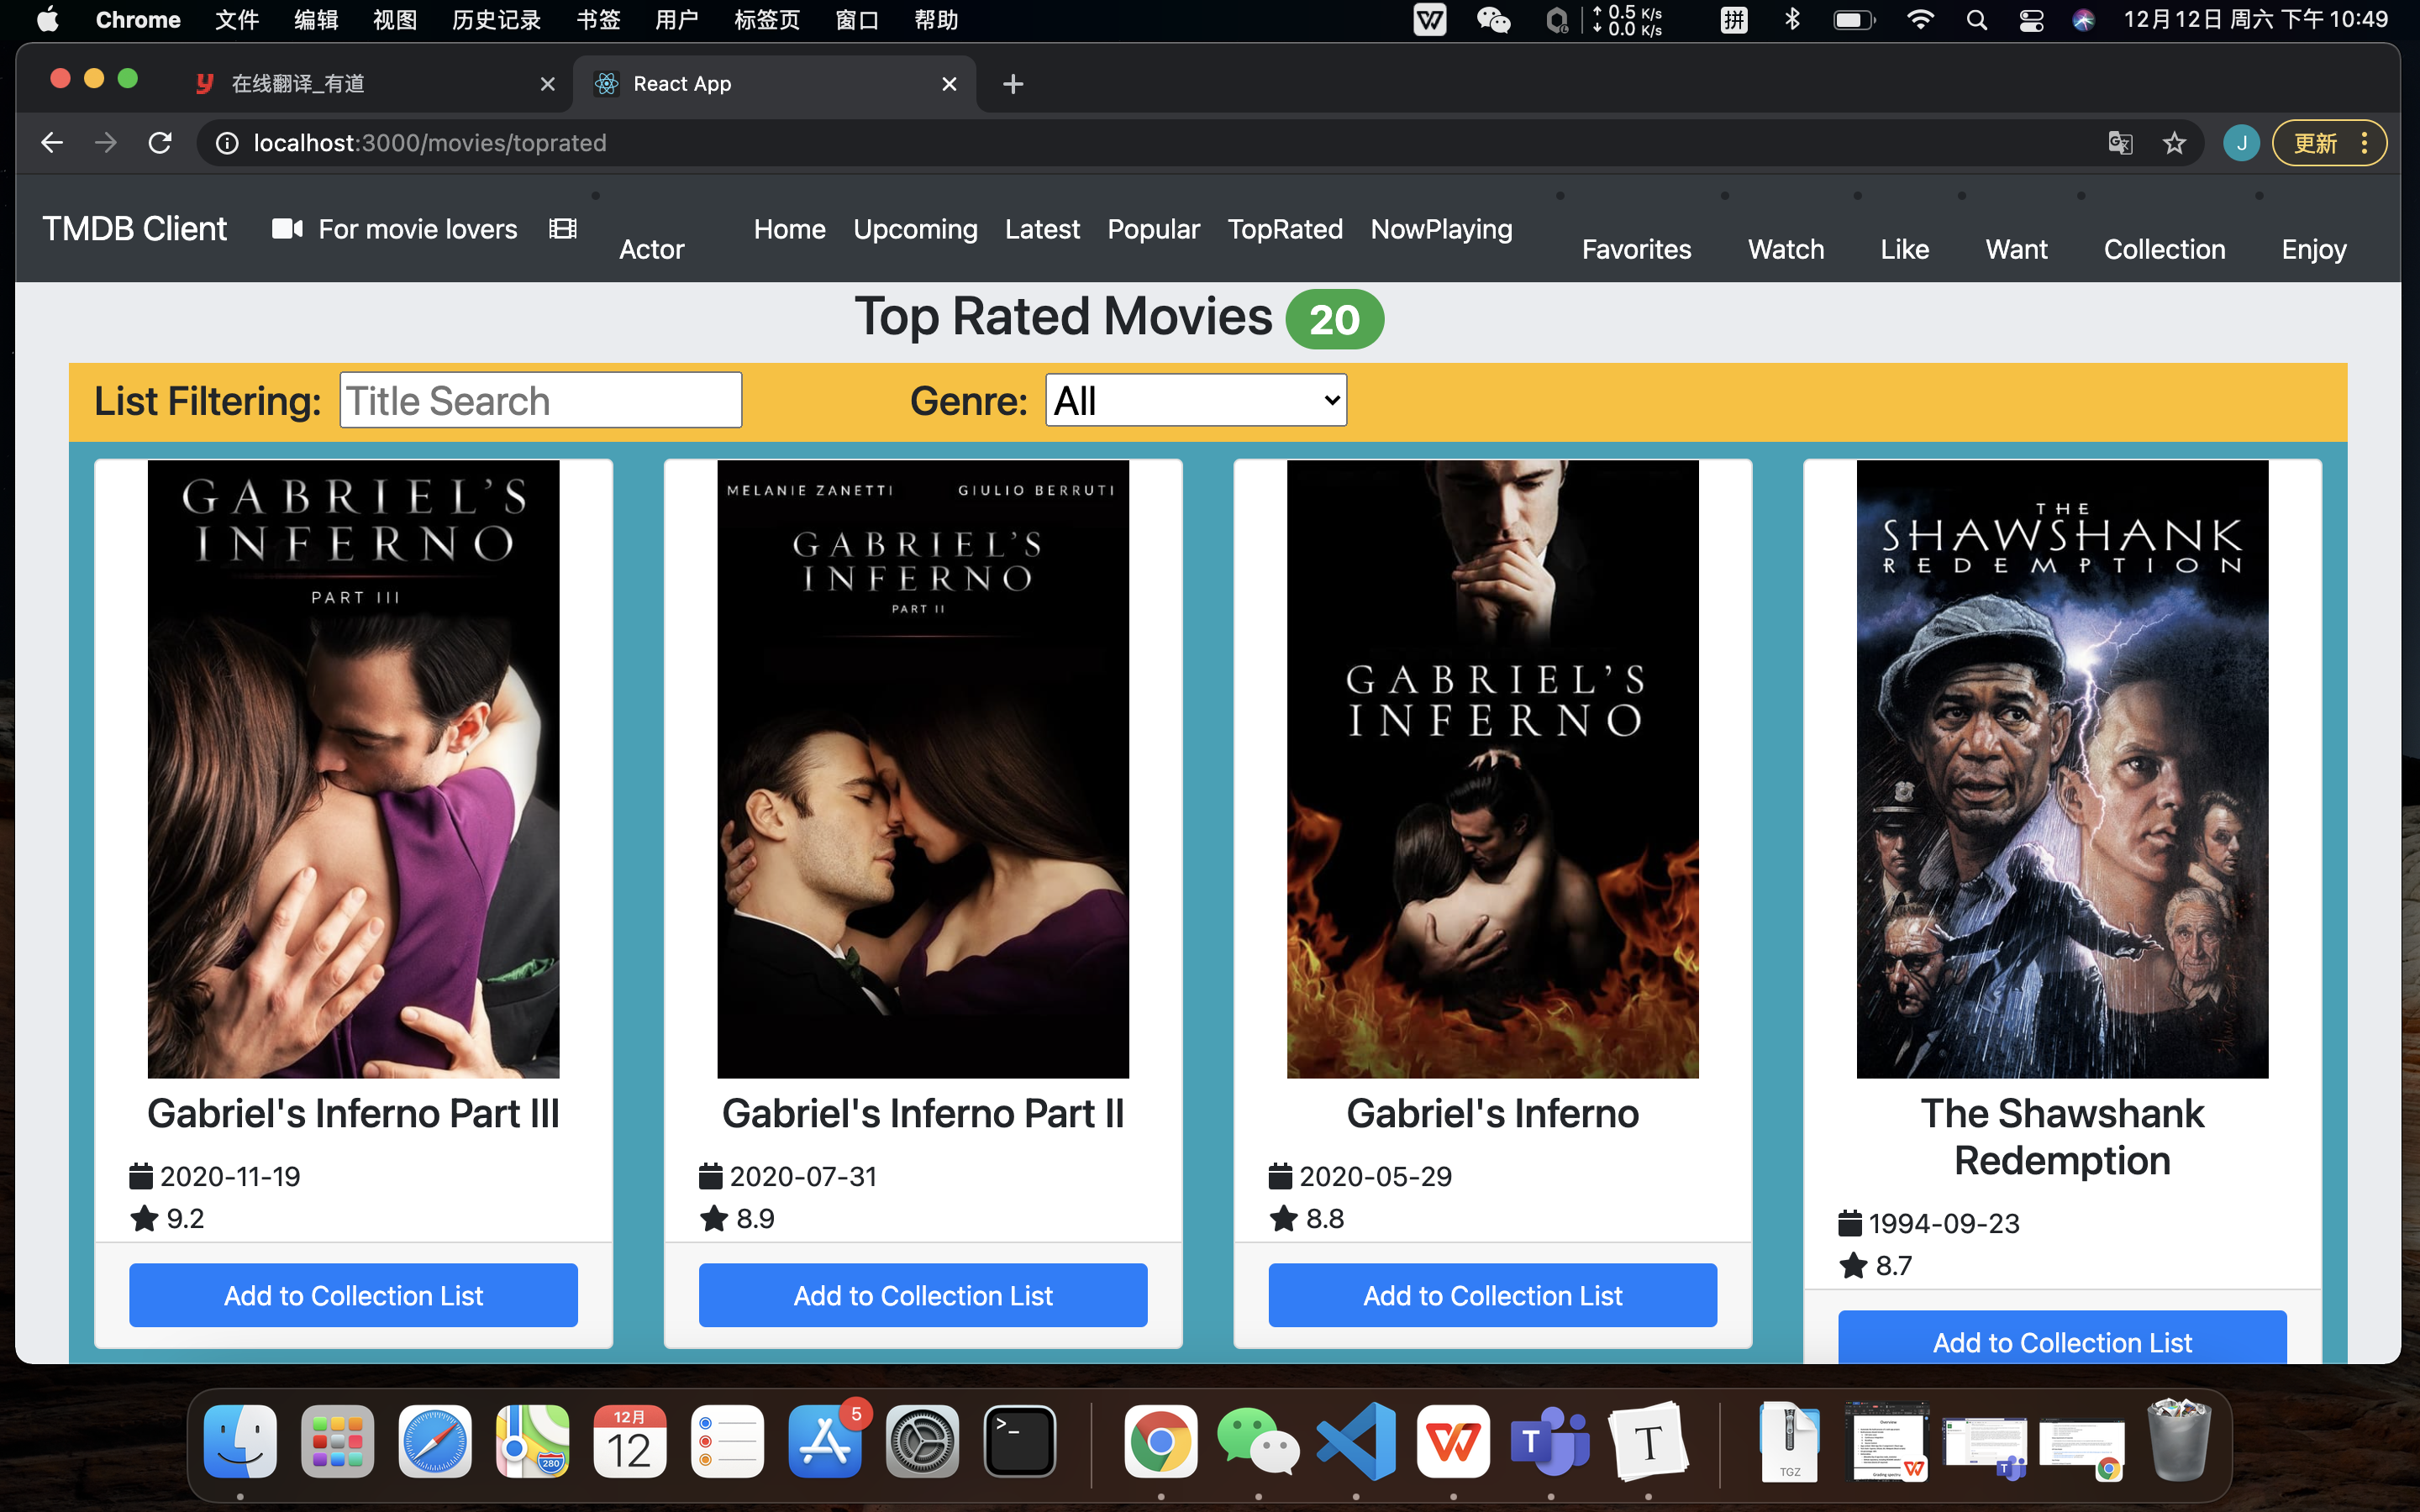 Chrome 文件 编辑 视图 历史记录 书签 用户 标签页 窗口 帮助
0.5 K/s
0.0 K/s
拼
12月12日 周六 下午 10:49
在线翻译_有道
React App
localhost:3000/movies/toprated
J
更新
TMDB Client For movie lovers Actor Home Upcoming Latest Popular TopRated NowPlaying Favorites Watch Like Want Collection Enjoy
Top Rated Movies 20
List Filtering: Title Search Genre: All
GABRIEL'S
INFERNO
PART III
MELANIE ZANETTI GIULIO BERRUTI
GABRIEL'S
INFERNO
PART II
GABRIEL'S
INFERNO
THE
SHAWSHANK
REDEMPTION
Gabriel's Inferno Part III
2020-11-19
9.2
Add to Collection List
Gabriel's Inferno Part II
2020-07-31
8.9
Add to Collection List
Gabriel's Inferno
2020-05-29
8.8
Add to Collection List
The Shawshank
Redemption
1994-09-23
8.7
Add to Collection List
280
12月
12
5
>_
T
T
TGZ
Overview